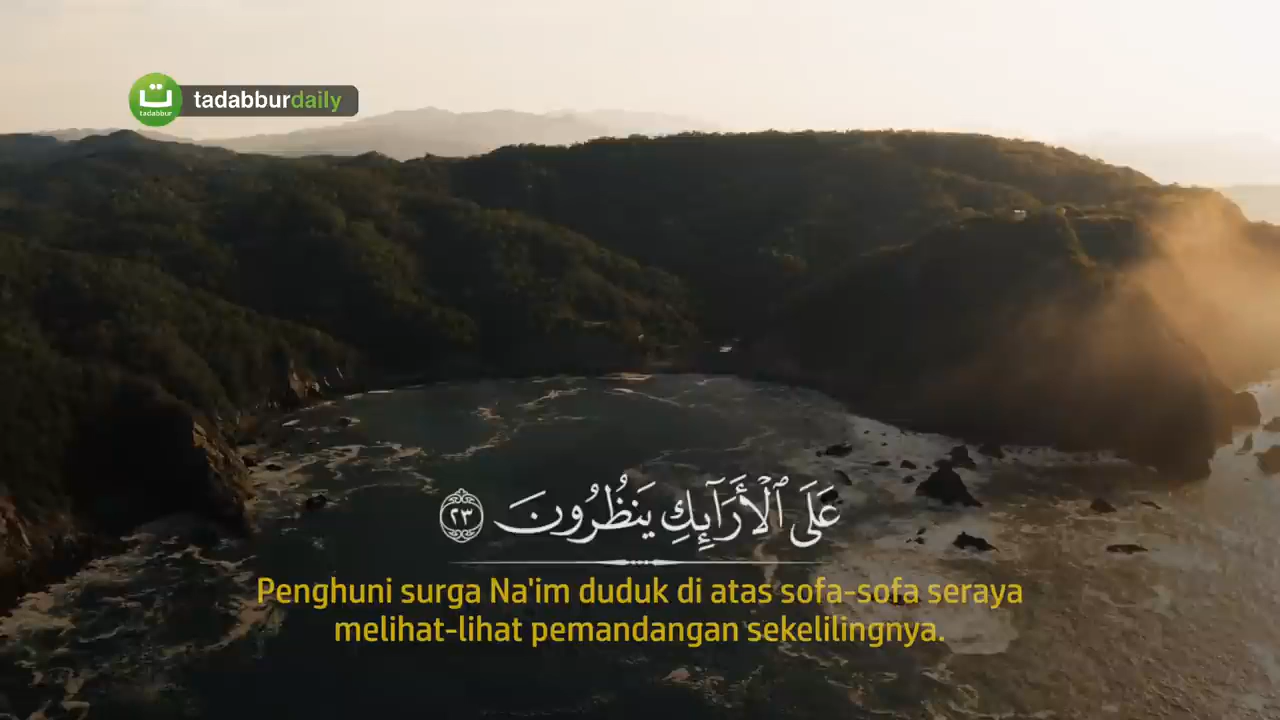 ت
tadabbur
tadabburdaily
عَلَى ٱلْأَرَآئِكِ يَنظُرُونَ ٢٣
Penghuni surga Na'im duduk di atas sofa-sofa seraya
melihat-lihat pemandangan sekelilingnya.